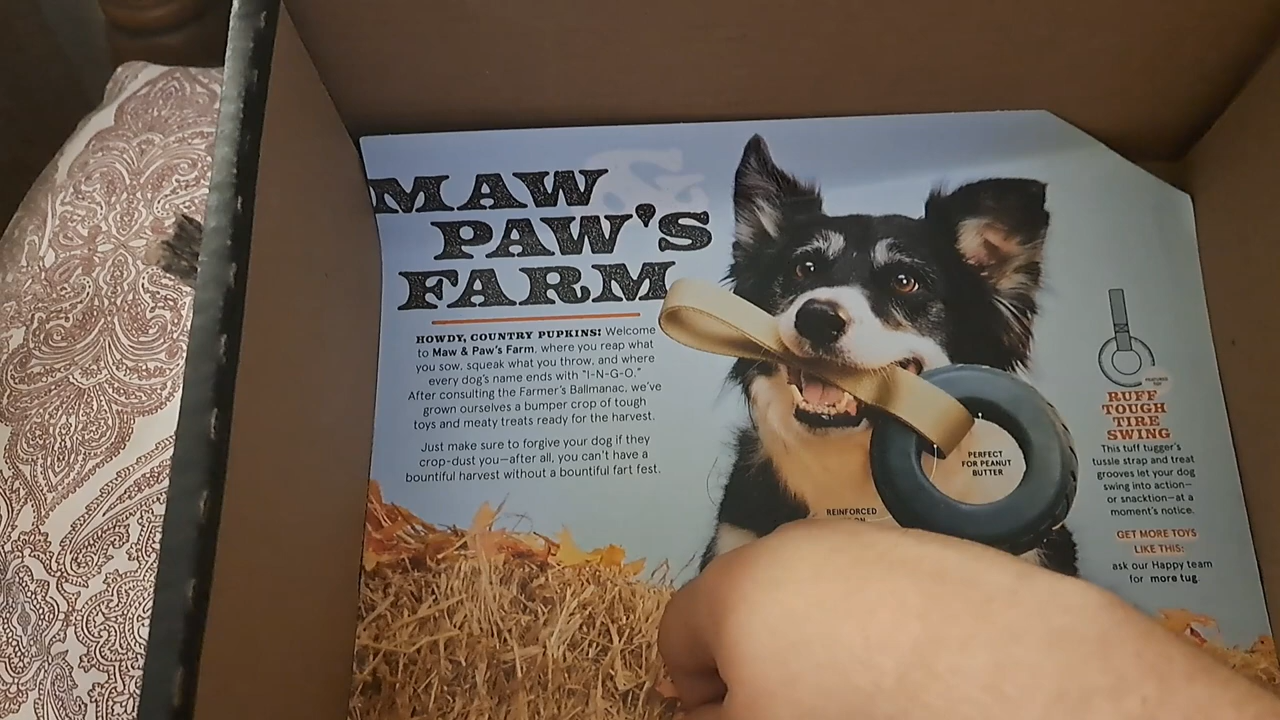 MAW &
PAW'S
FARM
HOWDY, COUNTRY PUPKINS! Welcome
to Maw & Paw's Farm, where you reap what
you sow, squeak what you throw, and where
every dog's name ends with "I-N-G-O."
After consulting the Farmer's Ballmanac, we've
grown ourselves a bumper crop of tough
toys and meaty treats ready for the harvest.
Just make sure to forgive your dog if they
crop-dust you—after all, you can't have a
bountiful harvest without a bountiful fart fest.
PERFECT
FOR PEANUT
BUTTER
REINFORCED
FEATURED
TOY
RUFF
TOUGH
TIRE
SWING
This tuff tugger's
tussle strap and treat
grooves let your dog
swing into action—
or snacktion—at a
moment's notice.
GET MORE TOYS
LIKE THIS:
ask our Happy team
for more tug.